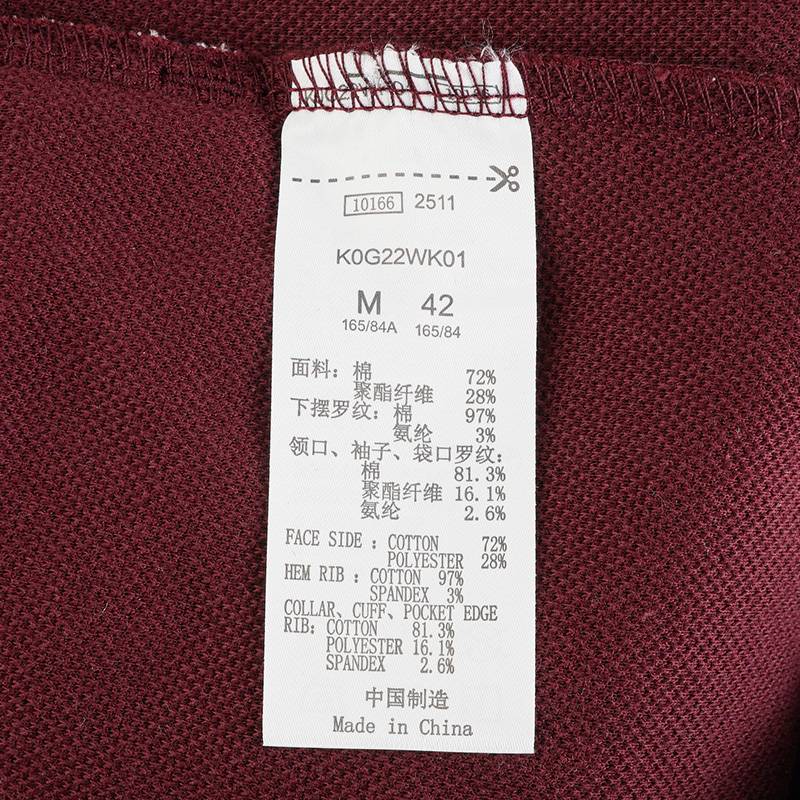 10166 2511
K0G22WK01
M 42
165/84A 165/84
面料：棉 72%
聚酯纤维 28%
下摆罗纹：棉 97%
氨纶 3%
领口、袖子、袋口罗纹：
棉 81.3%
聚酯纤维 16.1%
氨纶 2.6%
FACE SIDE : COTTON 72%
POLYESTER 28%
HEM RIB : COTTON 97%
SPANDEX 3%
COLLAR、CUFF、POCKET EDGE
RIB: COTTON 81.3%
POLYESTER 16.1%
SPANDEX 2.6%
中国制造
Made in China